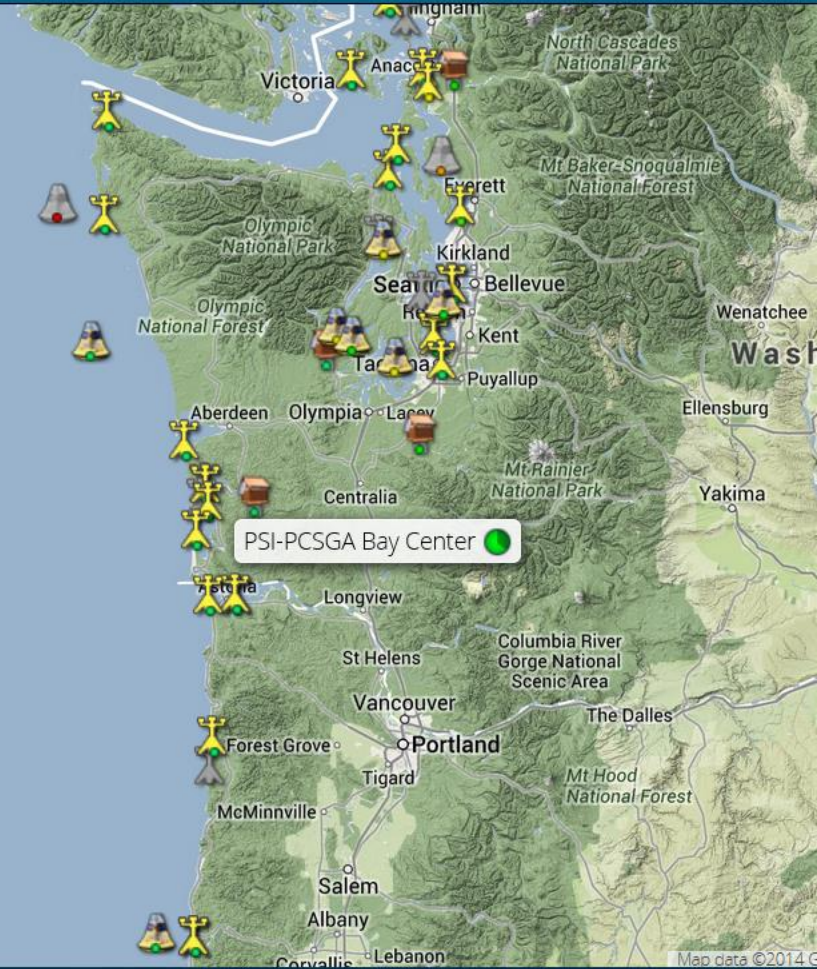 North Cascades
National Park
Victoria
Mt Baker-Snoqualmie
National Forest
Everett
Olympic
National Park
Kirkland
Bellevue
Olympic
National Forest
Wenatchee
Kent
Puyallup
Aberdeen
Olympia
Lacey
Ellensburg
Mt Rainier
National Park
Centralia
Yakima
PSI-PCSGA Bay Center
Astoria
Longview
St Helens
Columbia River
Gorge National
Scenic Area
Vancouver
The Dalles
Forest Grove
Portland
Tigard
Mt Hood
National Forest
McMinnville
Salem
Albany
Lebanon
Corvallis
Map data ©2014 G